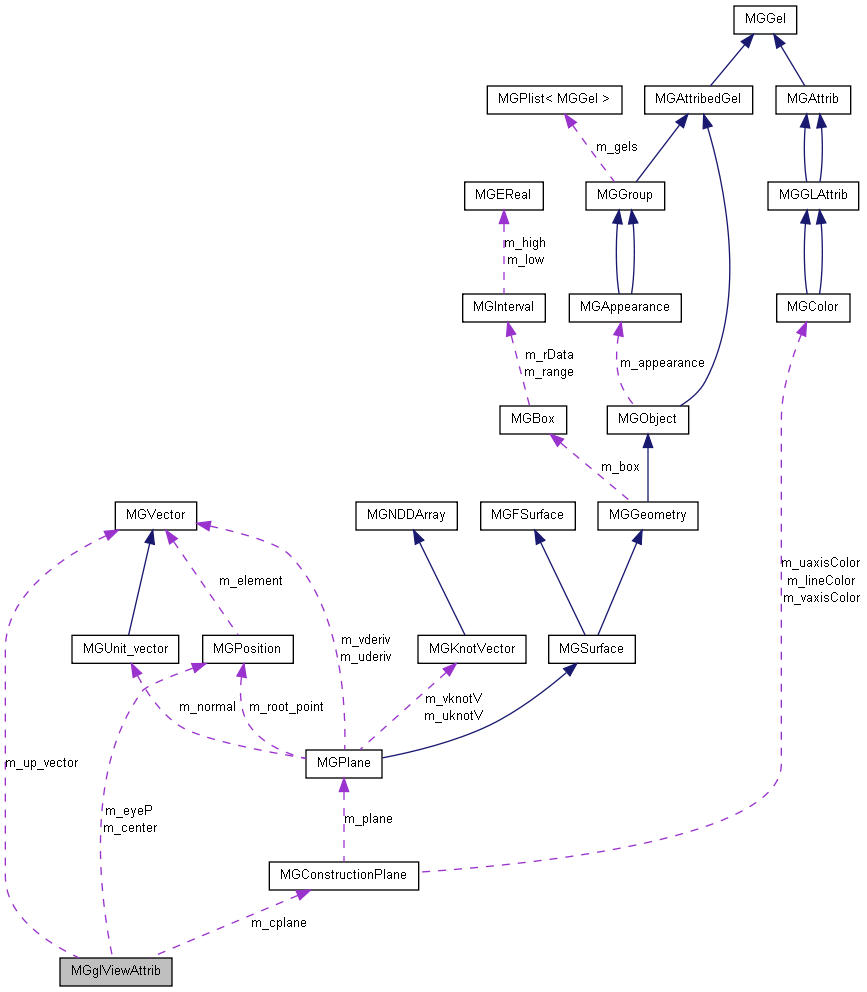 MGGel
MGPlist< MGGel >
MGAttribedGel
MGAttrib
m_gels
MGEReal
MGGroup
MGGLAttrib
m_high
m_low
MGInterval
MGAppearance
MGColor
m_rData
m_range
m_appearance
MGBox
MGObject
m_box
MGVector
MGNDDArray
MGFSurface
MGGeometry
m_uaxisColor
m_lineColor
m_vaxisColor
m_element
m_vderiv
m_uderiv
MGUnit_vector
MGPosition
MGKnotVector
MGSurface
m_normal
m_root_point
m_vknotV
m_uknotV
m_up_vector
MGPlane
m_eyeP
m_center
m_plane
MGConstructionPlane
m_cplane
MGglViewAttrib